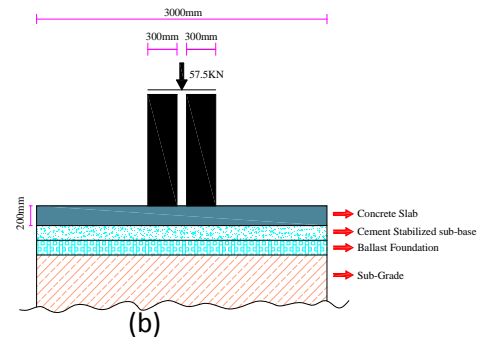 3000mm
300mm 300mm
57.5KN
200mm
Concrete Slab
Cement Stabilized sub-base
Ballast Foundation
Sub-Grade
(b)